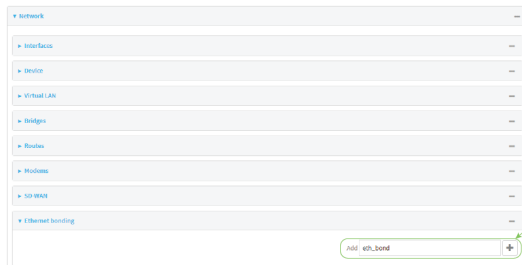 Network
Interfaces
Device
Virtual LAN
Bridges
Routes
Modems
SD-WAN
Ethernet bonding
Add eth_bond